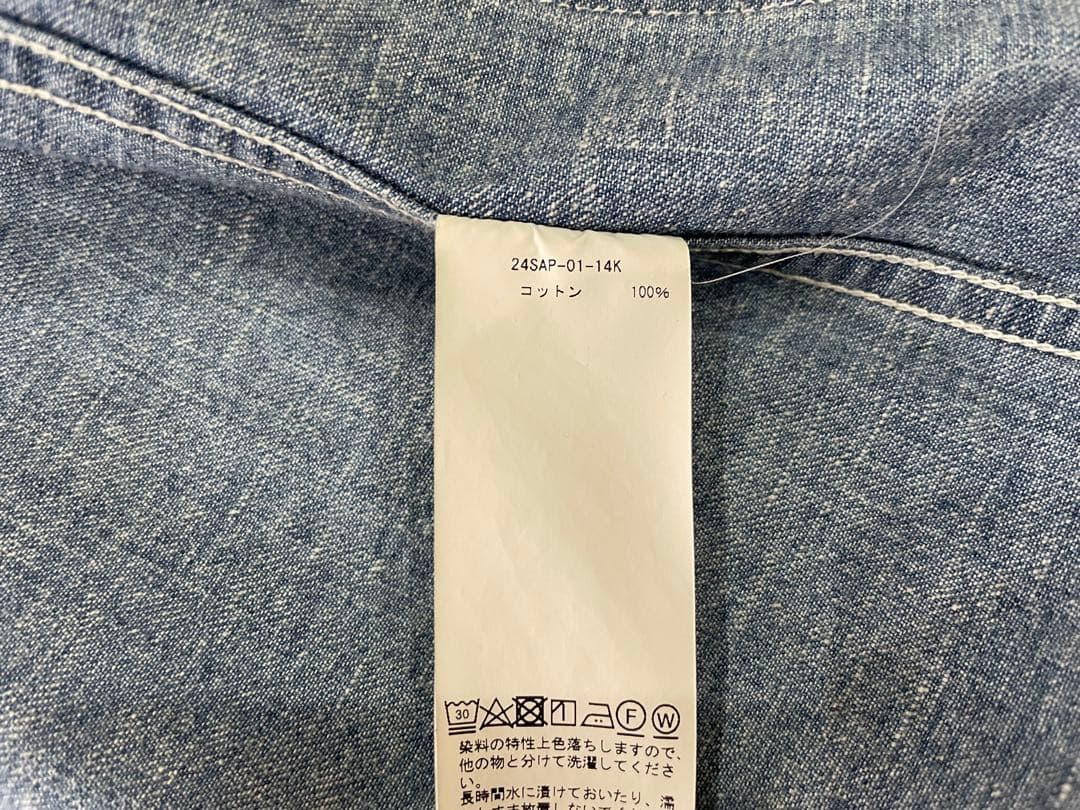 24SAP-01-14K
コットン 100%
30 F W
染料の特性上色落ちしますので、
他の物と分けて洗濯してくださ
い。
長時間水に漬けておいたり、濡